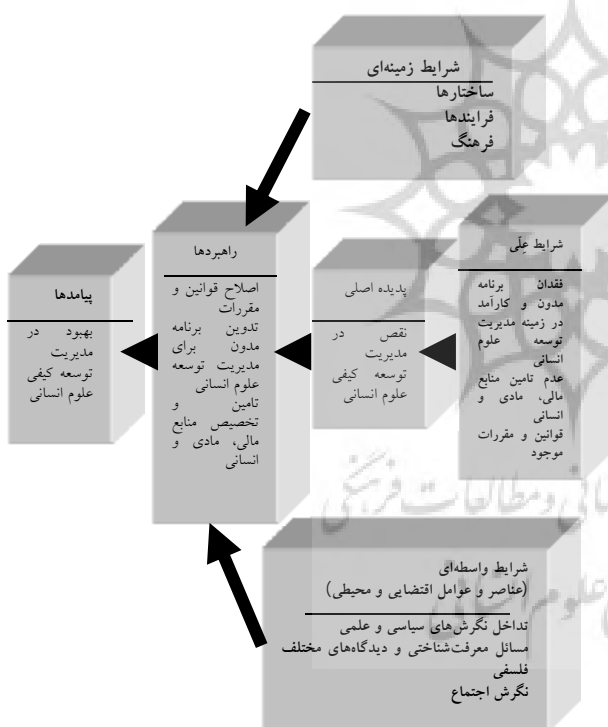 شرایط زمینه‌ای
ساختارها
فرایندها
فرهنگ
شرایط علّی
فقدان برنامه
مدون و کارآمد
در زمینه مدیریت
توسعه علوم
انسانی
عدم تامین منابع
مالی، مادی و
انسانی
قوانین و مقررات
موجود
پدیده اصلی
نقص در
مدیریت
توسعه کیفی
علوم انسانی
راهبردها
اصلاح قوانین و
مقررات
تدوین برنامه
مدون برای
مدیریت توسعه
علوم انسانی
تامین و
تخصیص منابع
مالی، مادی و
انسانی
پیامدها
بهبود در
مدیریت
توسعه کیفی
علوم انسانی
شرایط واسطه‌ای
(عناصر و عوامل اقتضایی و محیطی)
تداخل نگرش‌های سیاسی و علمی
مسائل معرفت‌شناختی و دیدگاه‌های مختلف
فلسفی
نگرش اجتماع
و مطالعات فرهنگی
علوم انسانی